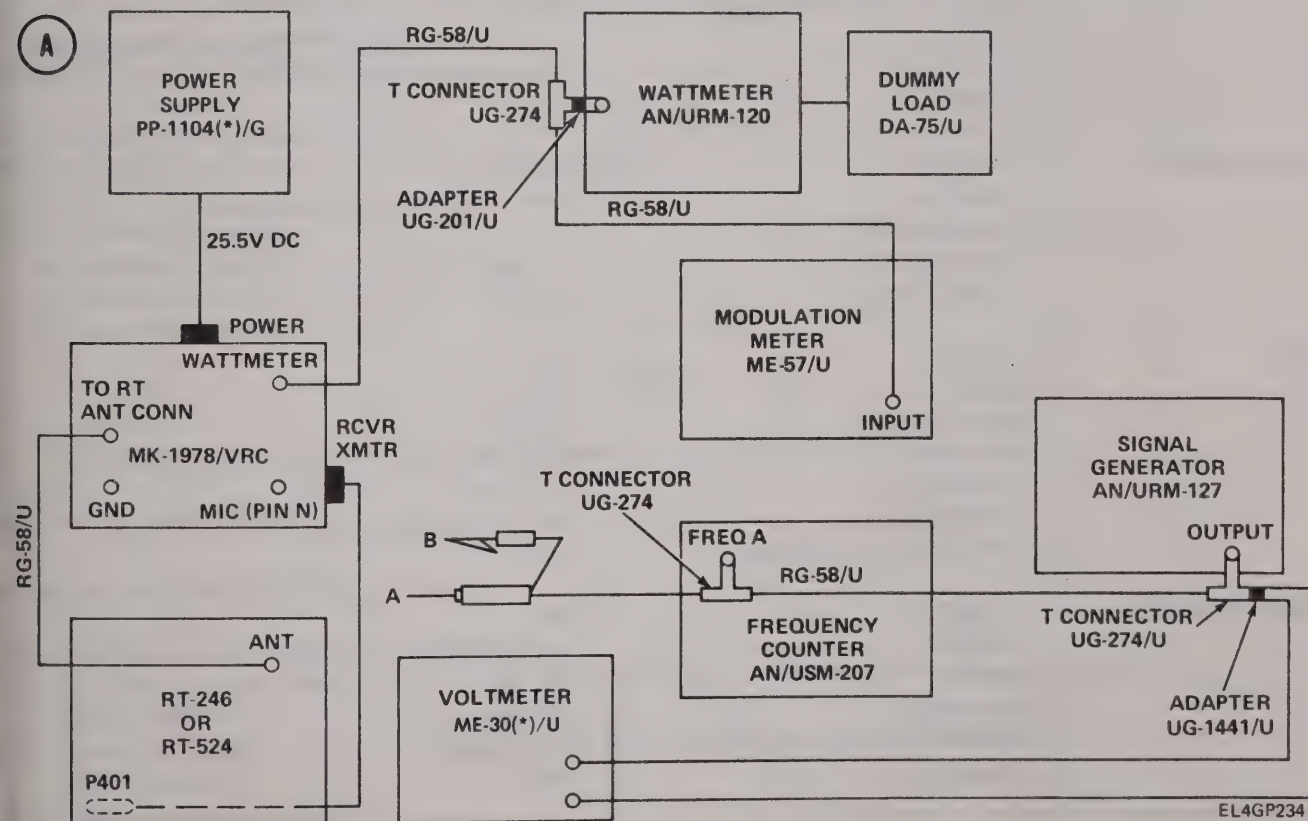 A
POWER
SUPPLY
PP-1104(*)/G
25.5V DC
RG-58/U
T CONNECTOR
UG-274
ADAPTER
UG-201/U
WATTMETER
AN/URM-120
DUMMY
LOAD
DA-75/U
RG-58/U
MODULATION
METER
ME-57/U
INPUT
POWER
WATTMETER
TO RT
ANT CONN
MK-1978/VRC
GND
MIC (PIN N)
RCVR
XMTR
RG-58/U
ANT
RT-246
OR
RT-524
P401
B
A
T CONNECTOR
UG-274
FREQ A
RG-58/U
FREQUENCY
COUNTER
AN/USM-207
SIGNAL
GENERATOR
AN/URM-127
OUTPUT
T CONNECTOR
UG-274/U
ADAPTER
UG-1441/U
VOLTMETER
ME-30(*)/U
EL4GP234